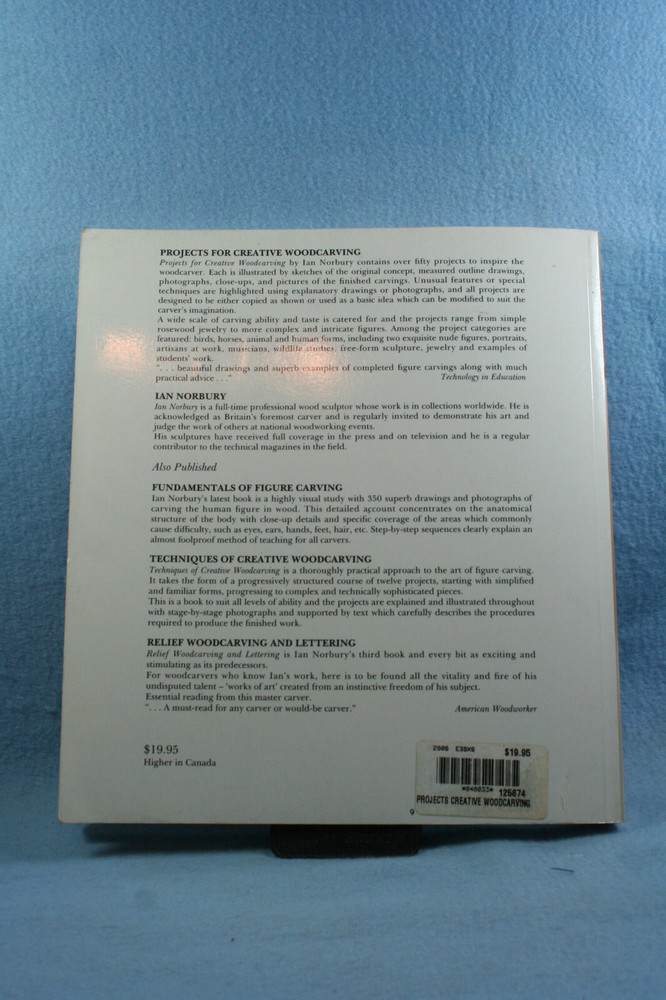 PROJECTS FOR CREATIVE WOODCARVING
Projects for Creative Woodcarving by Ian Norbury contains over fifty projects to inspire the
woodcarver. Each is illustrated by sketches of the original concept, measured outline drawings,
photographs, close-ups, and pictures of the finished carvings. Unusual features or special
techniques are highlighted using explanatory drawings or photographs, and all projects are
designed to be either copied as shown or used as a basic idea which can be modified to suit the
carver's imagination.
A wide scale of carving ability and taste is catered for and the projects range from simple
rosewood jewelry to more complex and intricate figures. Among the project categories are
featured: birds, horses, animal and human forms, including two exquisite nude figures, portraits,
artisans at work, musicians, wildlife studies, free-form sculpture, jewelry and examples of
students' work.
". . . beautiful drawings and superb examples of completed figure carvings along with much
practical advice . . ." Technology in Education
IAN NORBURY
Ian Norbury is a full-time professional wood sculptor whose work is in collections worldwide. He is
acknowledged as Britain's foremost carver and is regularly invited to demonstrate his art and
judge the work of others at national woodworking events.
His sculptures have received full coverage in the press and on television and he is a regular
contributor to the technical magazines in the field.
Also Published
FUNDAMENTALS OF FIGURE CARVING
Ian Norbury's latest book is a highly visual study with 350 superb drawings and photographs of
carving the human figure in wood. This detailed account concentrates on the anatomical
structure of the body with close-up details and specific coverage of the areas which commonly
cause difficulty, such as eyes, ears, hands, feet, hair, etc. Step-by-step sequences clearly explain an
almost foolproof method of teaching for all carvers.
TECHNIQUES OF CREATIVE WOODCARVING
Techniques of Creative Woodcarving is a thoroughly practical approach to the art of figure carving.
It takes the form of a progressively structured course of twelve projects, starting with simplified
and familiar forms, progressing to complex and technically sophisticated pieces.
This is a book to suit all levels of ability and the projects are explained and illustrated throughout
with stage-by-stage photographs and supported by text which carefully describes the procedures
required to produce the finished work.
RELIEF WOODCARVING AND LETTERING
Relief Woodcarving and Lettering is Ian Norbury's third book and every bit as exciting and
stimulating as its predecessors.
For woodcarvers who know Ian's work, here is to be found all the vitality and fire of his
undisputed talent – 'works of art' created from an instinctive freedom of his subject.
Essential reading from this master carver.
". . . A must-read for any carver or would-be carver." American Woodworker
$19.95
Higher in Canada
$19.95
125674
PROJECTS CREATIVE WOODCARVING
9